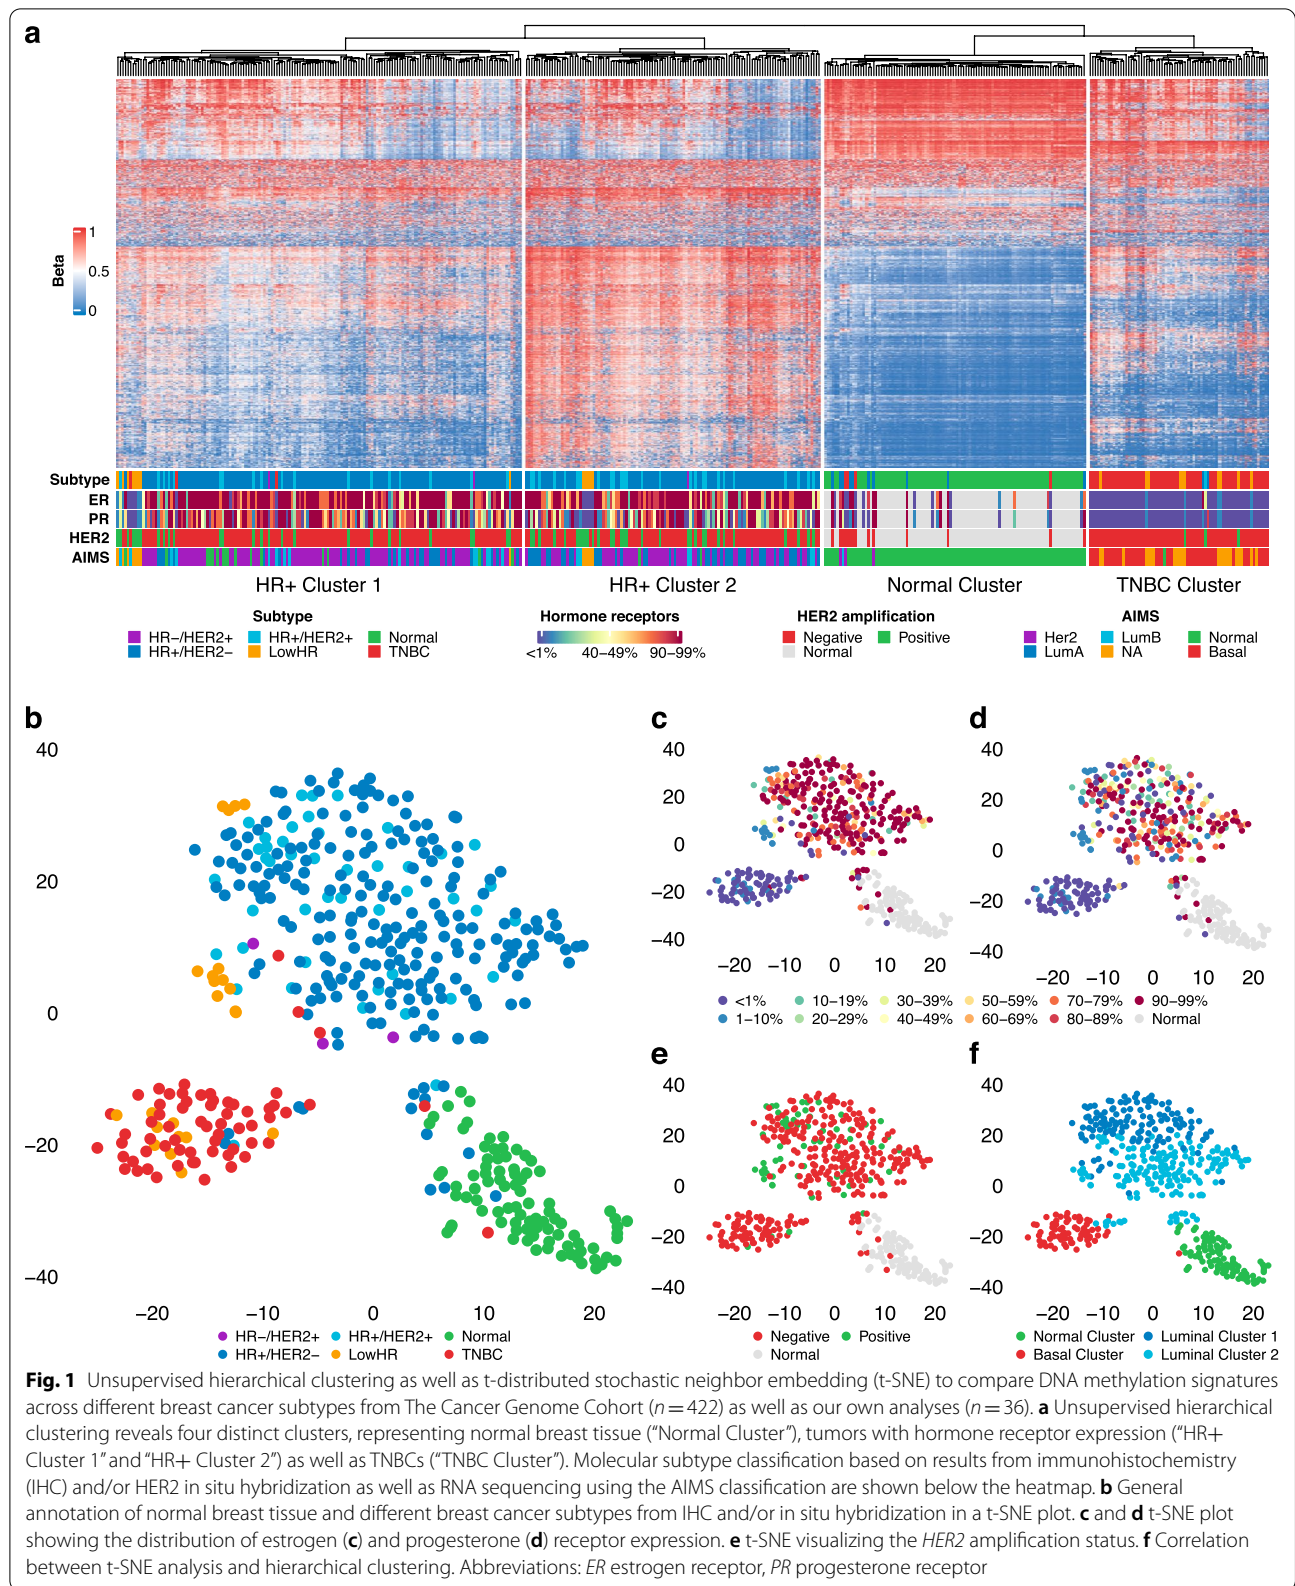 a
Beta
1
0.5
0
Subtype
ER
PR
HER2
AIMS
HR+ Cluster 1
HR+ Cluster 2
Normal Cluster
TNBC Cluster
Subtype
HR−/HER2+ HR+/HER2+ Normal
HR+/HER2− LowHR TNBC
Hormone receptors
<1% 40–49% 90–99%
HER2 amplification
Negative Positive
Normal
AIMS
Her2 LumB Normal
LumA NA Basal
b
40
20
0
−20
−40
−20 −10 0 10 20
HR−/HER2+ HR+/HER2+ Normal
HR+/HER2− LowHR TNBC
c
40
20
0
−20
−40
−20 −10 0 10 20
d
40
20
0
−20
−40
−20 −10 0 10 20
<1% 10–19% 30–39% 50–59% 70–79% 90–99%
1–10% 20–29% 40–49% 60–69% 80–89% Normal
e
40
20
0
−20
−40
−20 −10 0 10 20
Negative Positive
Normal
f
40
20
0
−20
−40
−20 −10 0 10 20
Normal Cluster Luminal Cluster 1
Basal Cluster Luminal Cluster 2
Fig. 1 Unsupervised hierarchical clustering as well as t-distributed stochastic neighbor embedding (t-SNE) to compare DNA methylation signatures
across different breast cancer subtypes from The Cancer Genome Cohort (n = 422) as well as our own analyses (n = 36). a Unsupervised hierarchical
clustering reveals four distinct clusters, representing normal breast tissue (“Normal Cluster”), tumors with hormone receptor expression (“HR+
Cluster 1” and “HR+ Cluster 2”) as well as TNBCs (“TNBC Cluster”). Molecular subtype classification based on results from immunohistochemistry
(IHC) and/or HER2 in situ hybridization as well as RNA sequencing using the AIMS classification are shown below the heatmap. b General
annotation of normal breast tissue and different breast cancer subtypes from IHC and/or in situ hybridization in a t-SNE plot. c and d t-SNE plot
showing the distribution of estrogen (c) and progesterone (d) receptor expression. e t-SNE visualizing the HER2 amplification status. f Correlation
between t-SNE analysis and hierarchical clustering. Abbreviations: ER estrogen receptor, PR progesterone receptor